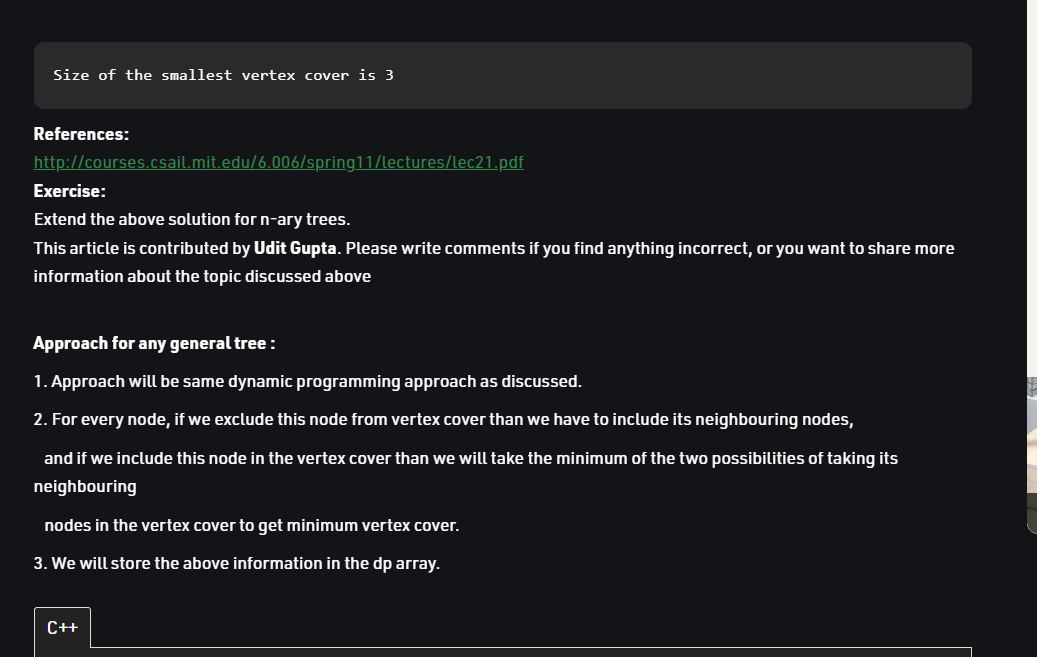 Size of the smallest vertex cover is 3
References:
http://courses.csail.mit.edu/6.006/spring11/lectures/lec21.pdf
Exercise:
Extend the above solution for n-ary trees.
This article is contributed by Udit Gupta. Please write comments if you find anything incorrect, or you want to share more
information about the topic discussed above
Approach for any general tree :
1. Approach will be same dynamic programming approach as discussed.
2. For every node, if we exclude this node from vertex cover than we have to include its neighbouring nodes,
and if we include this node in the vertex cover than we will take the minimum of the two possibilities of taking its
neighbouring
nodes in the vertex cover to get minimum vertex cover.
3. We will store the above information in the dp array.
C++